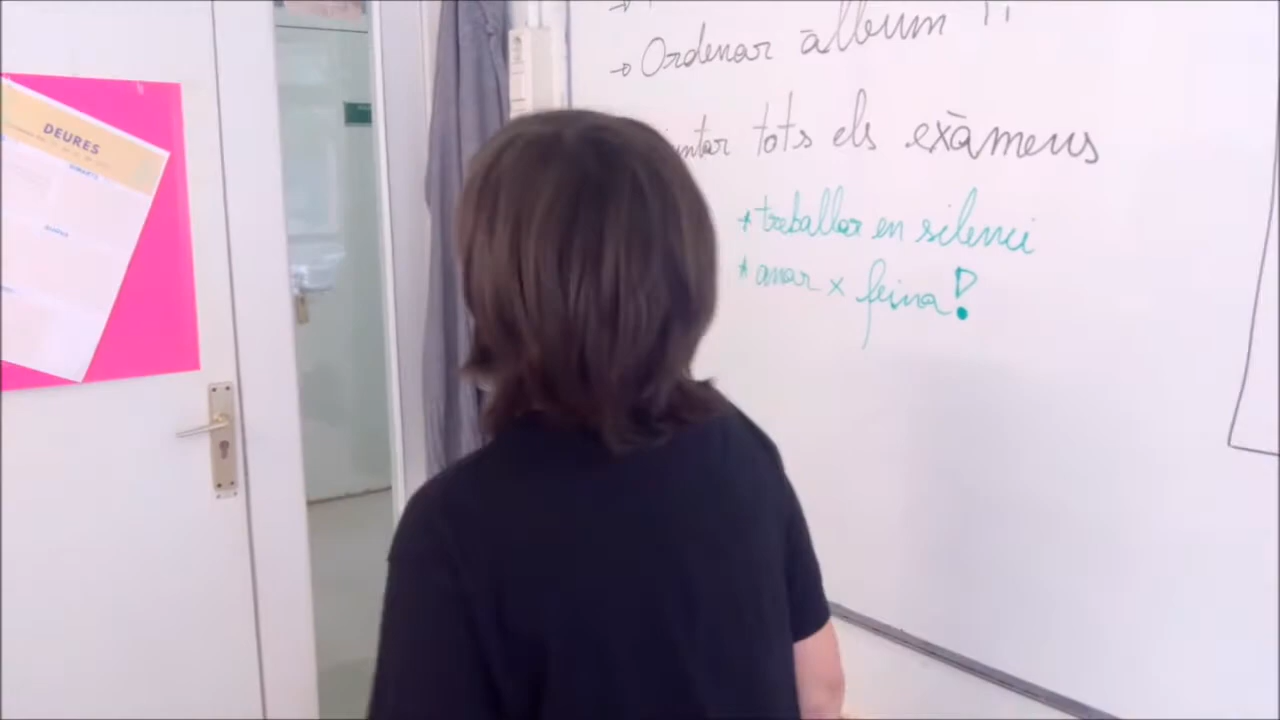 DEURES
→ Ordenar àlbum !!
tots els exàmens
* treballar en silenci
* anar x feina!